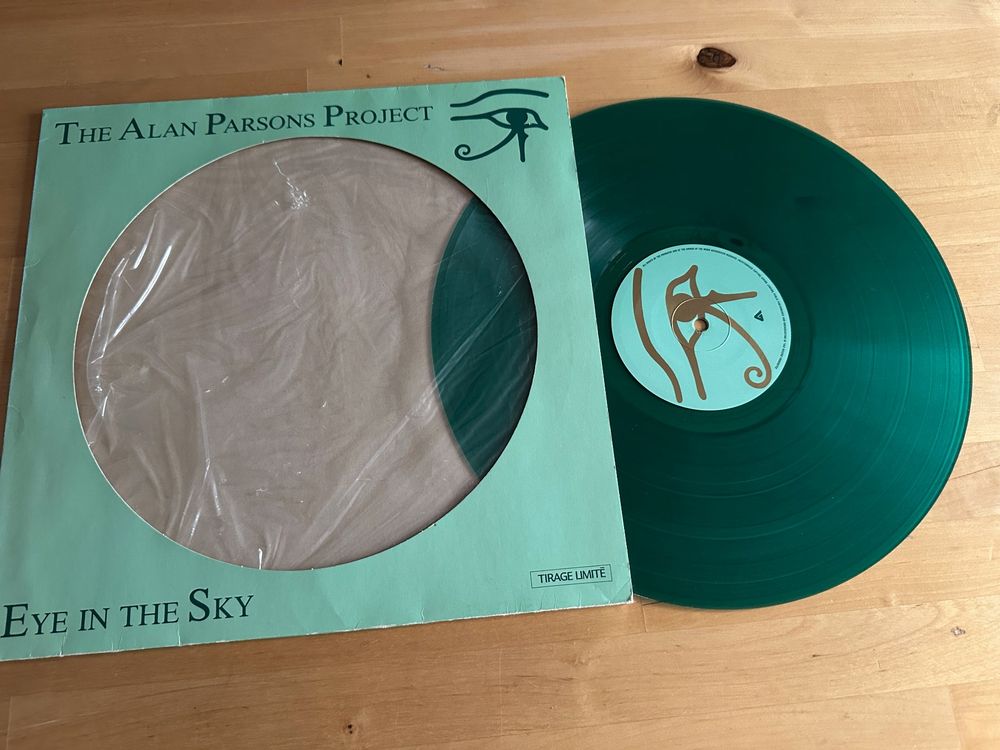 THE ALAN PARSONS PROJECT
TIRAGE LIMITÉ
EYE IN THE SKY